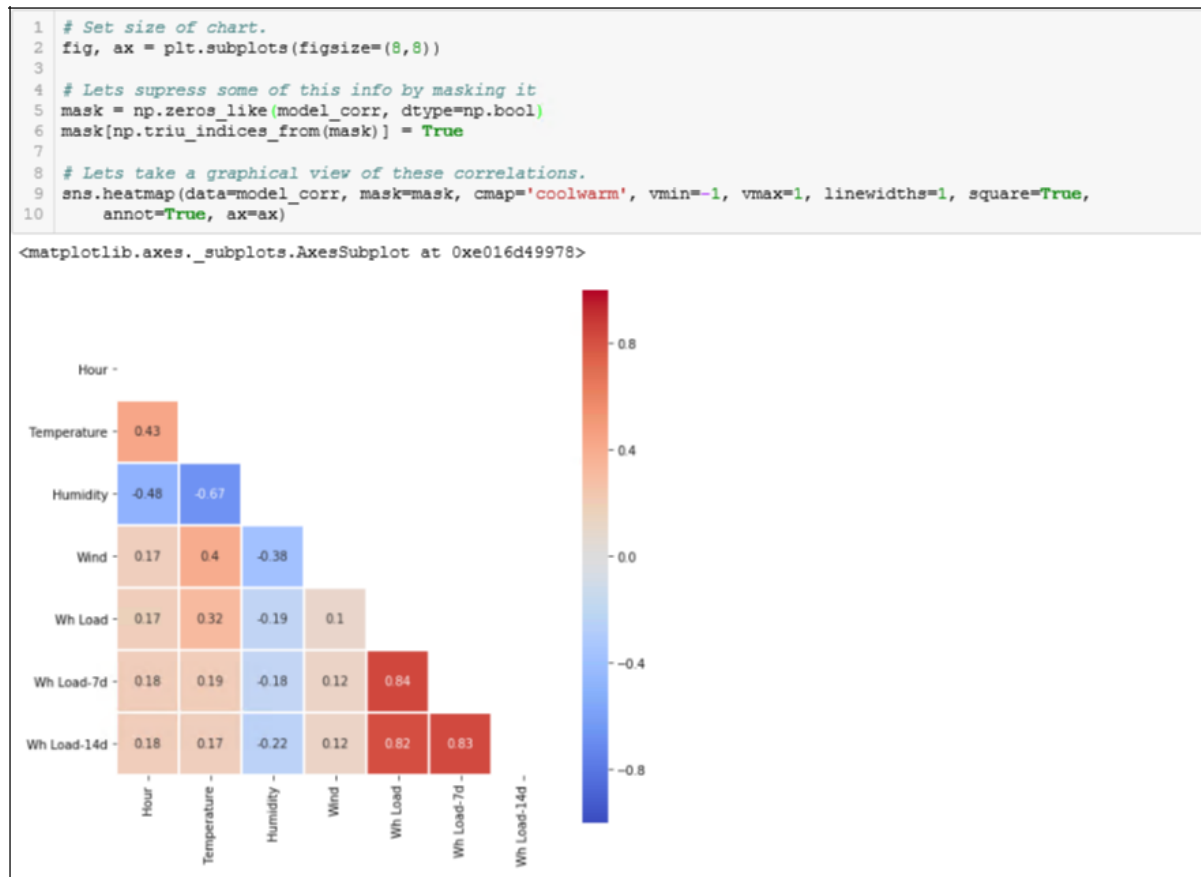 1 # Set size of chart.
2 fig, ax = plt.subplots(figsize=(8,8))
3
4 # Lets supress some of this info by masking it
5 mask = np.zeros_like(model_corr, dtype=np.bool)
6 mask[np.triu_indices_from(mask)] = True
7
8 # Lets take a graphical view of these correlations.
9 sns.heatmap(data=model_corr, mask=mask, cmap='coolwarm', vmin=-1, vmax=1, linewidths=1, square=True,
10 annot=True, ax=ax)
<matplotlib.axes._subplots.AxesSubplot at 0xe016d49978>
Hour
Temperature 0.43
Humidity -0.48 -0.67
Wind 0.17 0.4 -0.38
Wh Load 0.17 0.32 -0.19 0.1
Wh Load-7d 0.18 0.19 -0.18 0.12 0.84
Wh Load-14d 0.18 0.17 -0.22 0.12 0.82 0.83
Hour
Temperature
Humidity
Wind
Wh Load
Wh Load-7d
Wh Load-14d
0.8
0.4
0.0
-0.4
-0.8